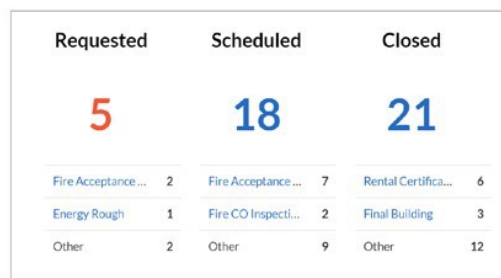 Requested Scheduled Closed
5 18 21
Fire Acceptance ... 2 Fire Acceptance ... 7 Rental Certifica... 6
Energy Rough 1 Fire CO Inspecti... 2 Final Building 3
Other 2 Other 9 Other 12